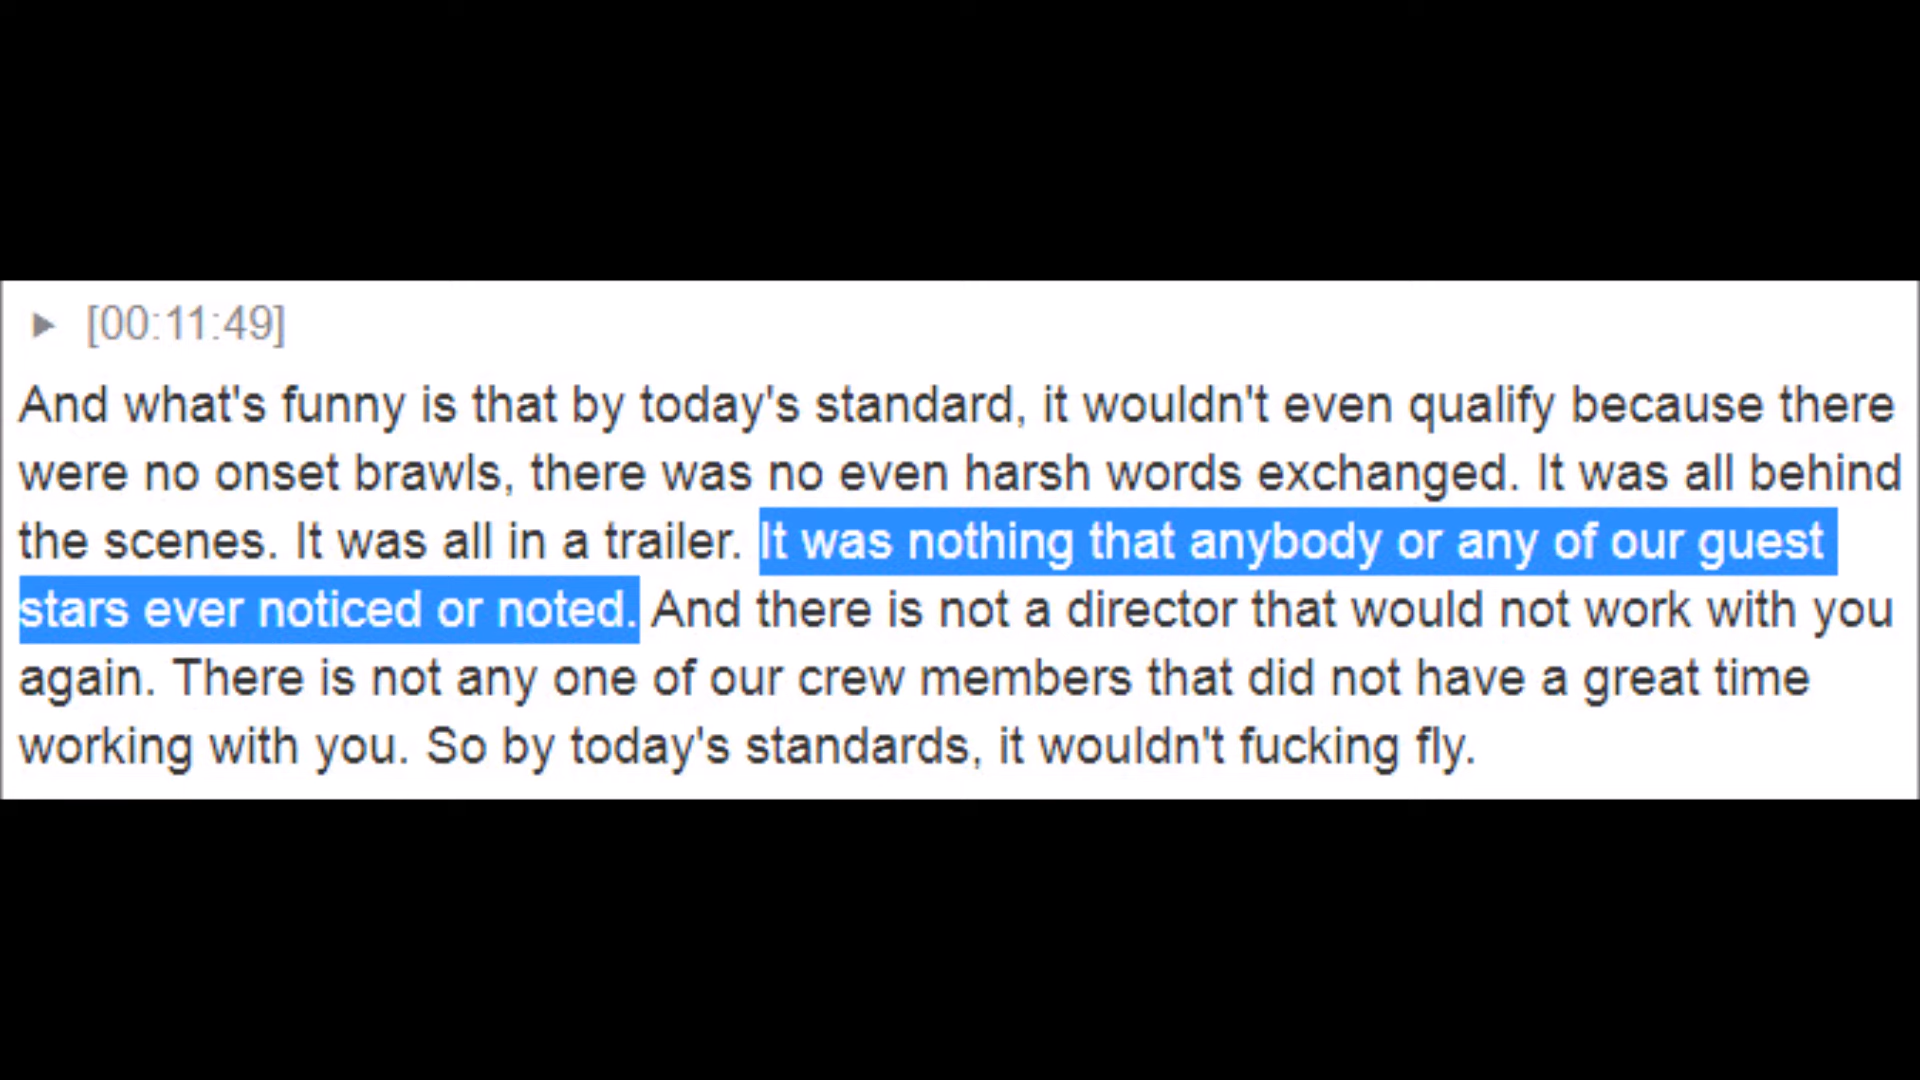 [00:11:49]
And what's funny is that by today's standard, it wouldn't even qualify because there
were no onset brawls, there was no even harsh words exchanged. It was all behind
the scenes. It was all in a trailer. It was nothing that anybody or any of our guest
stars ever noticed or noted. And there is not a director that would not work with you
again. There is not any one of our crew members that did not have a great time
working with you. So by today's standards, it wouldn't fucking fly.